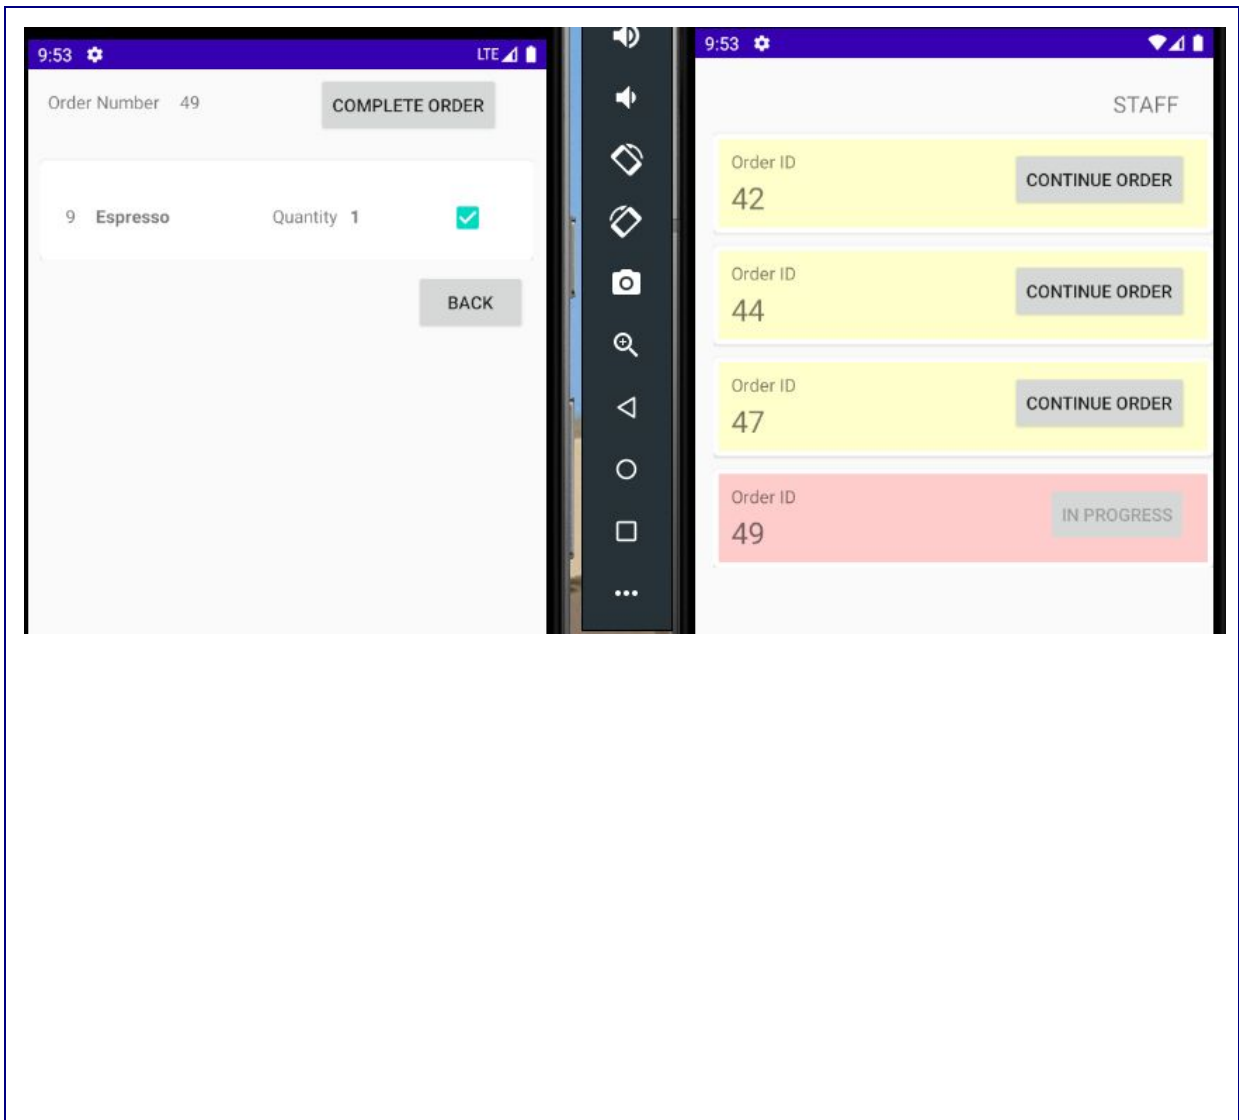 9:53 LTE
Order Number 49 COMPLETE ORDER
9 Espresso Quantity 1
BACK
9:53
STAFF
Order ID
42 CONTINUE ORDER
Order ID
44 CONTINUE ORDER
Order ID
47 CONTINUE ORDER
Order ID
49 IN PROGRESS